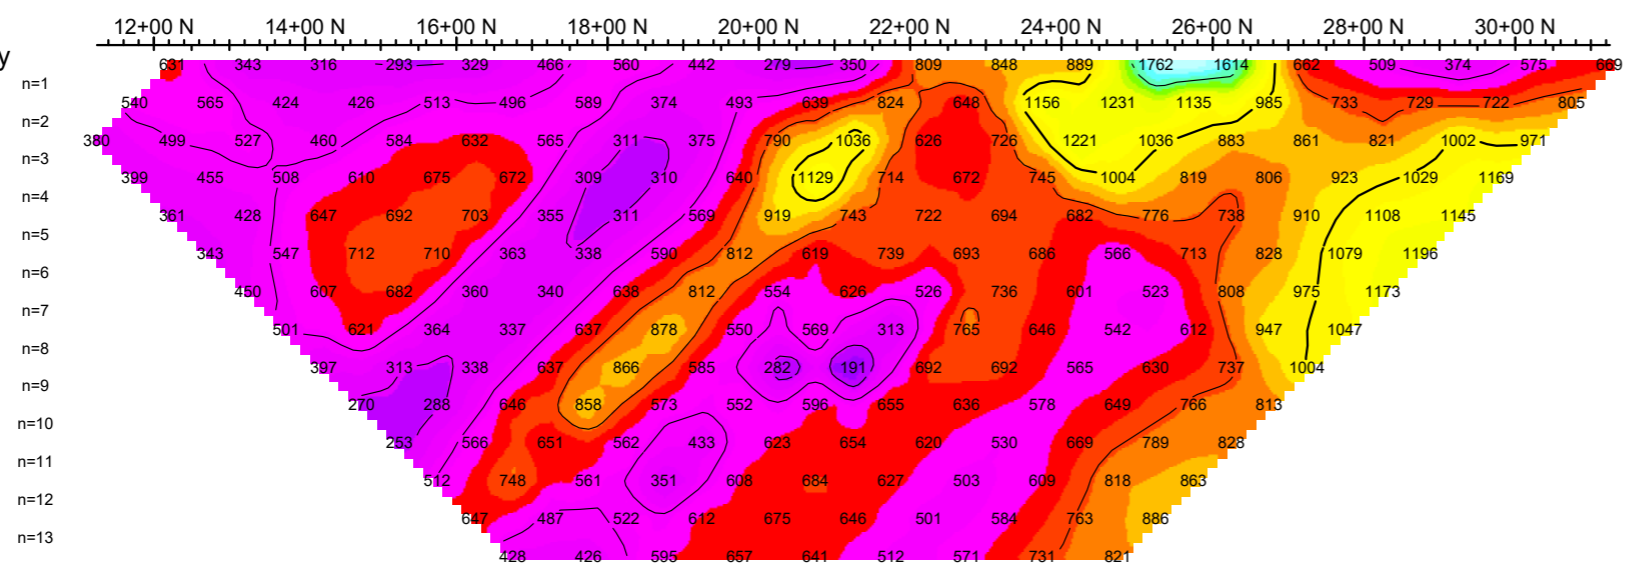 12+00 N 14+00 N 16+00 N 18+00 N 20+00 N 22+00 N 24+00 N 26+00 N 28+00 N 30+00 N
y
631 343 316 293 329 466 560 442 279 350 809 848 889 1762 1614 662 509 374 575 669
n=1
540 565 424 426 513 496 589 374 493 639 824 648 1156 1231 1135 985 733 729 722 805
n=2
380 499 527 460 584 632 565 311 375 790 1036 626 726 1221 1036 883 861 821 1002 971
n=3
399 455 508 610 675 672 309 310 640 1129 714 672 745 1004 819 806 923 1029 1169
n=4
361 428 647 692 703 355 311 569 919 743 722 694 682 776 738 910 1108 1145
n=5
343 547 712 710 363 338 590 812 619 739 693 686 566 713 828 1079 1196
n=6
450 607 682 360 340 638 812 554 626 526 736 601 523 808 975 1173
n=7
501 621 364 337 637 878 550 569 313 765 646 542 612 947 1047
n=8
397 313 338 637 866 585 282 191 692 692 565 630 737 1004
n=9
270 288 646 858 573 552 596 655 636 578 649 766 813
n=10
253 566 651 562 433 623 654 620 530 669 789 828
n=11
512 748 561 351 608 684 627 503 609 818 863
n=12
647 487 522 612 675 646 501 584 763 886
n=13
428 426 595 657 641 512 571 731 821